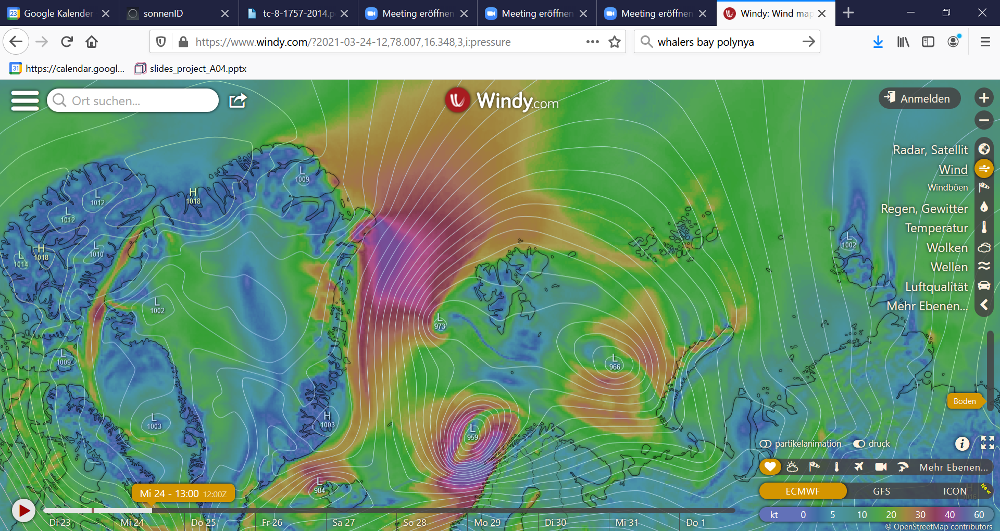 Google Kalender
sonnenID
tc-8-1757-2014.p
Meeting eröffnen
Meeting eröffnen
Meeting eröffnen
Windy: Wind map
https://www.windy.com/?2021-03-24-12,78.007,16.348,3,i:pressure
whalers bay polynya
31 https://calendar.googl...
slides_project_A04.pptx
Ort suchen...
Windy.com
Anmelden
Radar, Satellit
Wind
Windböen
Regen, Gewitter
Temperatur
Wolken
Wellen
Luftqualität
Mehr Ebenen...
L
1009
L
1012
H
1018
L
1012
L
1010
H
1018
L
1014
L
1002
L
1002
L
973
L
1009
L
966
L
1003
H
1003
L
959
L
984
Boden
partikelanimation
druck
Mehr Ebenen...
ECMWF
GFS
ICON
New
Mi 24 - 13:00 12:00Z
Di 23
Mi 24
Do 25
Fr 26
Sa 27
So 28
Mo 29
Di 30
Mi 31
Do 1
kt 0 5 10 20 30 40 60
© OpenStreetMap contributors